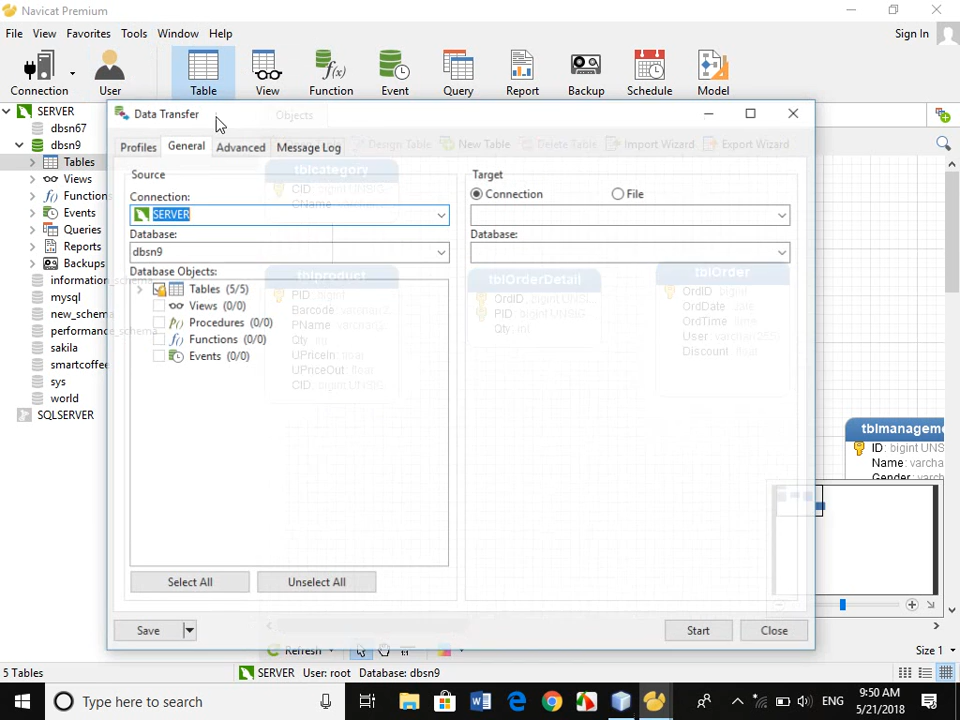 Navicat Premium
File View Favorites Tools Window Help
Sign In
Connection User Table View Function Event Query Report Backup Schedule Model
SERVER
dbsn67
dbsn9
Tables
Views
Functions
Events
Queries
Reports
Backups
information_schema
mysql
new_schema
performance_schema
sakila
smartcoffee
sys
world
SQLSERVER
Objects
Design Table New Table Delete Table Import Wizard Export Wizard
Data Transfer
Profiles General Advanced Message Log
Source
Connection:
SERVER
Database:
dbsn9
Database Objects:
Tables (5/5)
Views (0/0)
Procedures (0/0)
Functions (0/0)
Events (0/0)
Select All Unselect All
Target
Connection File
Database:
Save Start Close
tblcategory
CID: bigint UNSIG
CName
tblproduct
PID: bigint
Barcode: varchar
PName: varchar
Qty: int
UPriceIn: float
UPriceOut: float
CID: bigint UNSIG
tblOrderDetail
OrdID: bigint UNSIG
PID: bigint UNSIG
Qty: int
tblOrder
OrdID: bigint
OrdDate: date
OrdTime: time
User: varchar(255)
Discount: float
tblmanageme
ID: bigint UNS
Name: varcha
Gender: varcha
Refresh
Size 1
5 Tables SERVER User: root Database: dbsn9
Type here to search
ENG
9:50 AM
5/21/2018